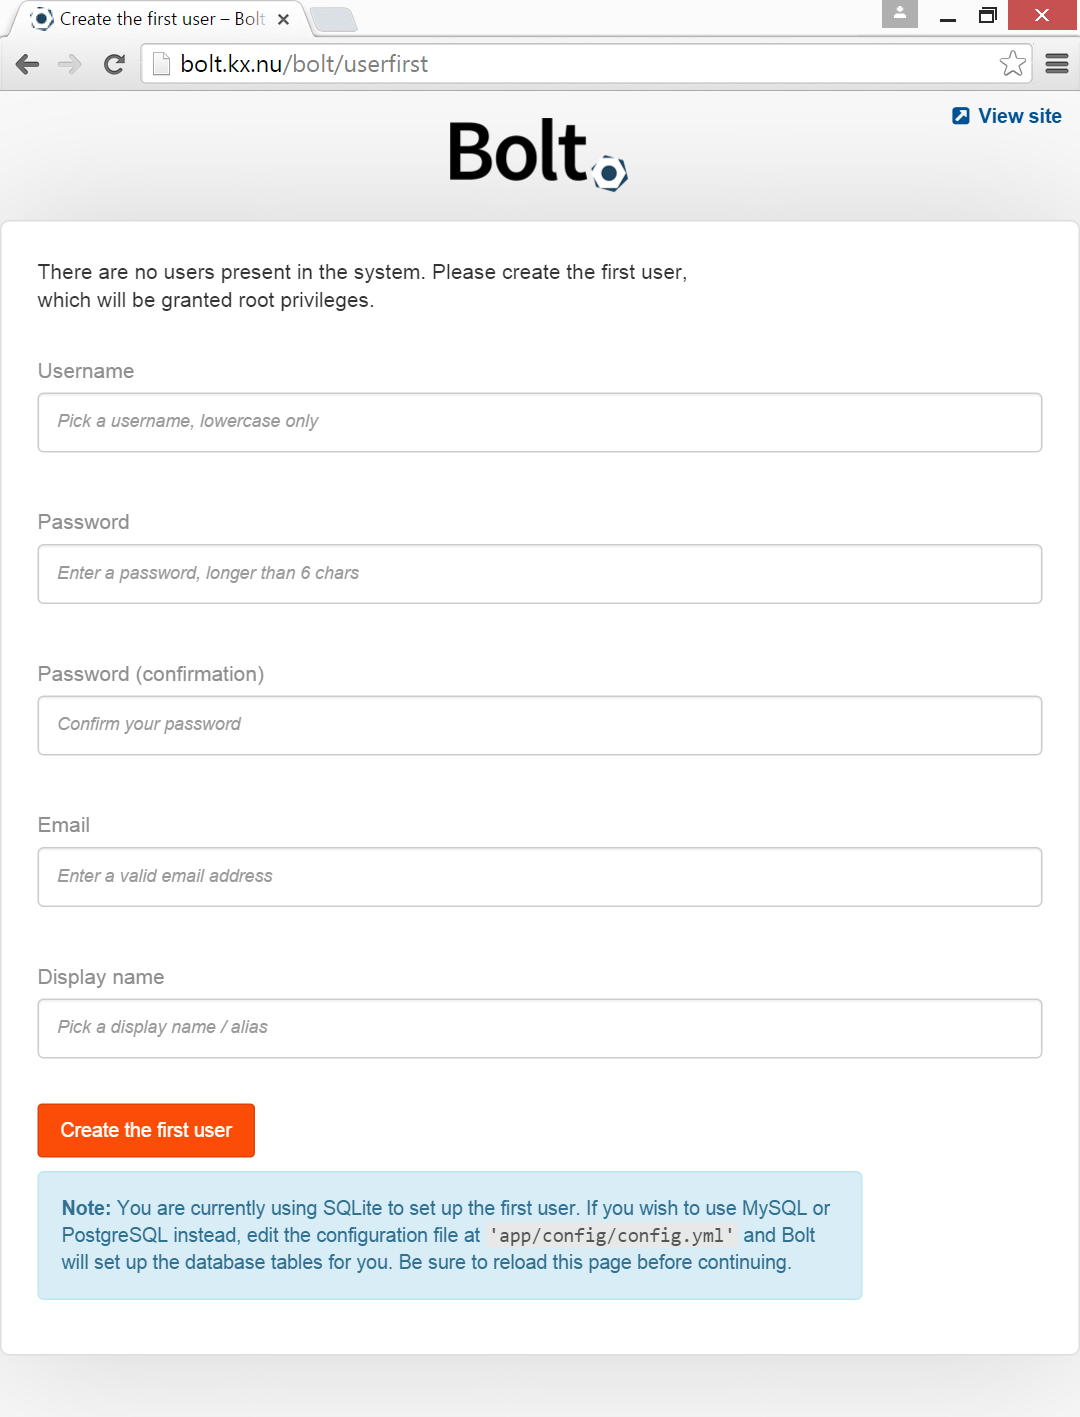 Create the first user – Bolt
bolt.kx.nu/bolt/userfirst
View site
Bolt
There are no users present in the system. Please create the first user,
which will be granted root privileges.
Username
Pick a username, lowercase only
Password
Enter a password, longer than 6 chars
Password (confirmation)
Confirm your password
Email
Enter a valid email address
Display name
Pick a display name / alias
Create the first user
Note: You are currently using SQLite to set up the first user. If you wish to use MySQL or
PostgreSQL instead, edit the configuration file at 'app/config/config.yml' and Bolt
will set up the database tables for you. Be sure to reload this page before continuing.